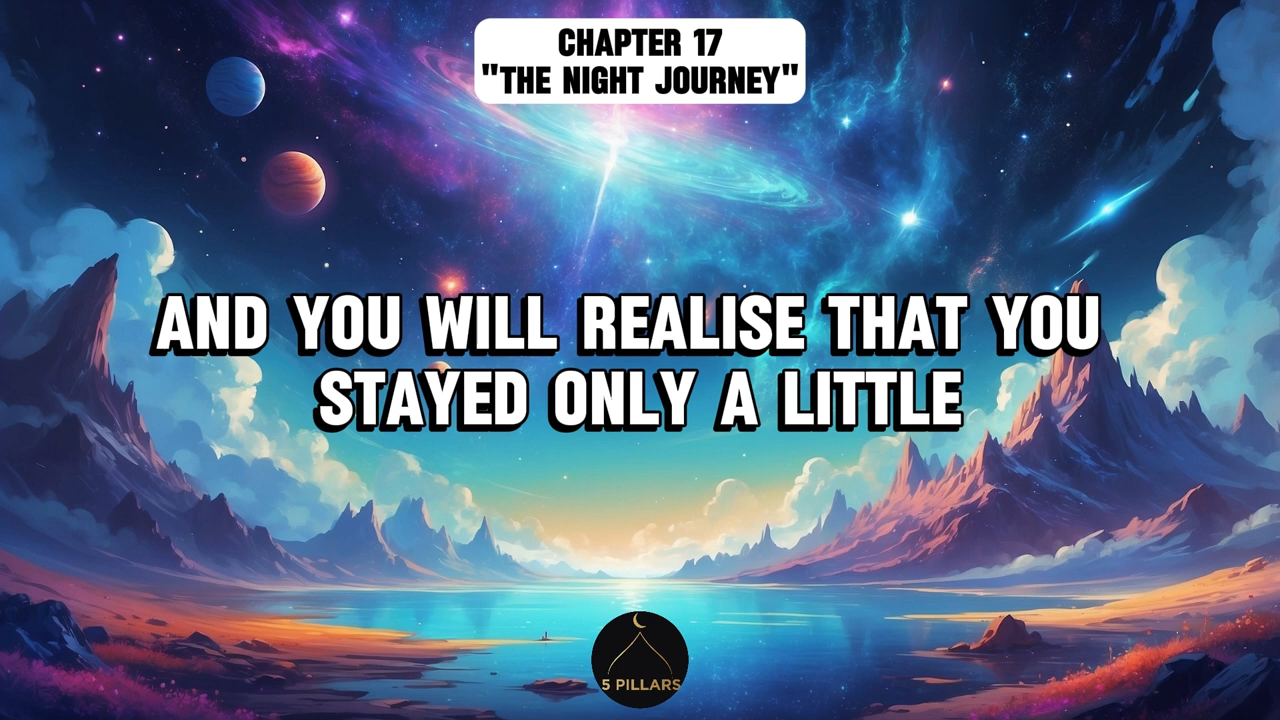 CHAPTER 17
"THE NIGHT JOURNEY"
AND YOU WILL REALISE THAT YOU
STAYED ONLY A LITTLE
5 PILLARS